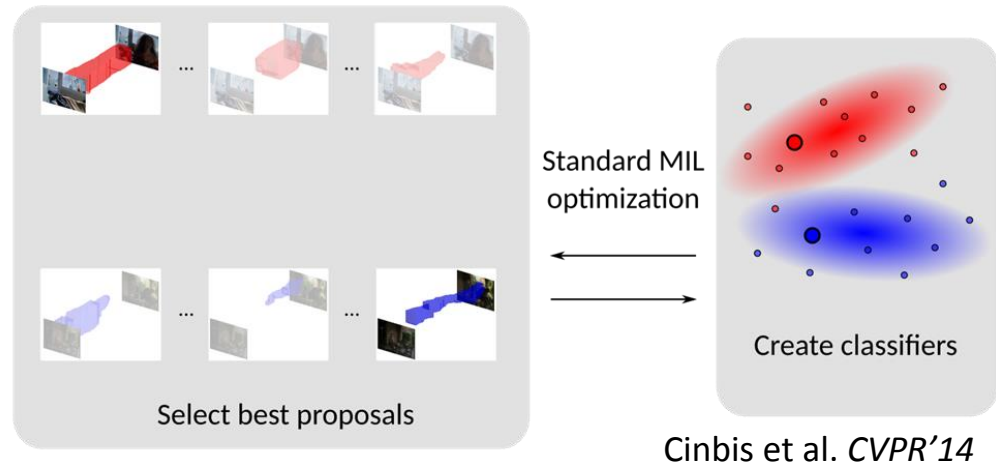 ... ...
Standard MIL
optimization
... ...
Select best proposals
Create classifiers
Cinbis et al. CVPR’14